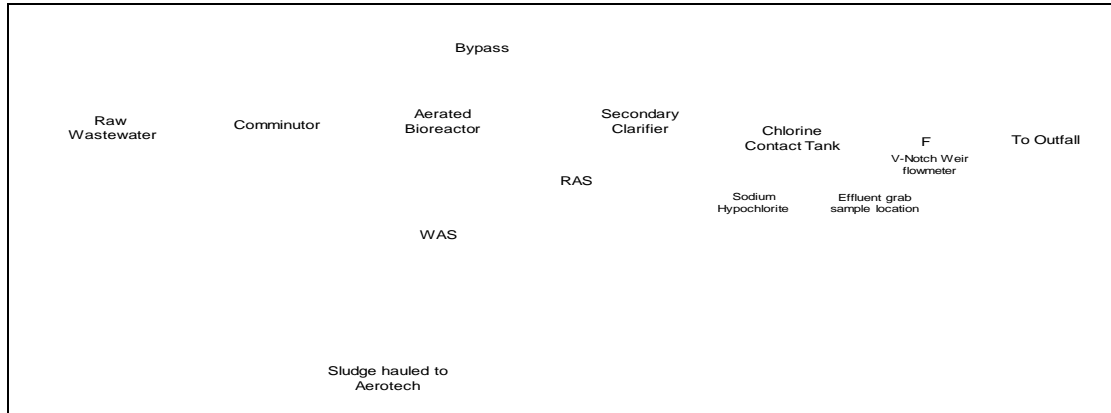 Bypass
Raw
Wastewater
Comminutor
Aerated
Bioreactor
Secondary
Clarifier
Chlorine
Contact Tank
F
V-Notch Weir
flowmeter
To Outfall
RAS
Sodium
Hypochlorite
Effluent grab
sample location
WAS
Sludge hauled to
Aerotech